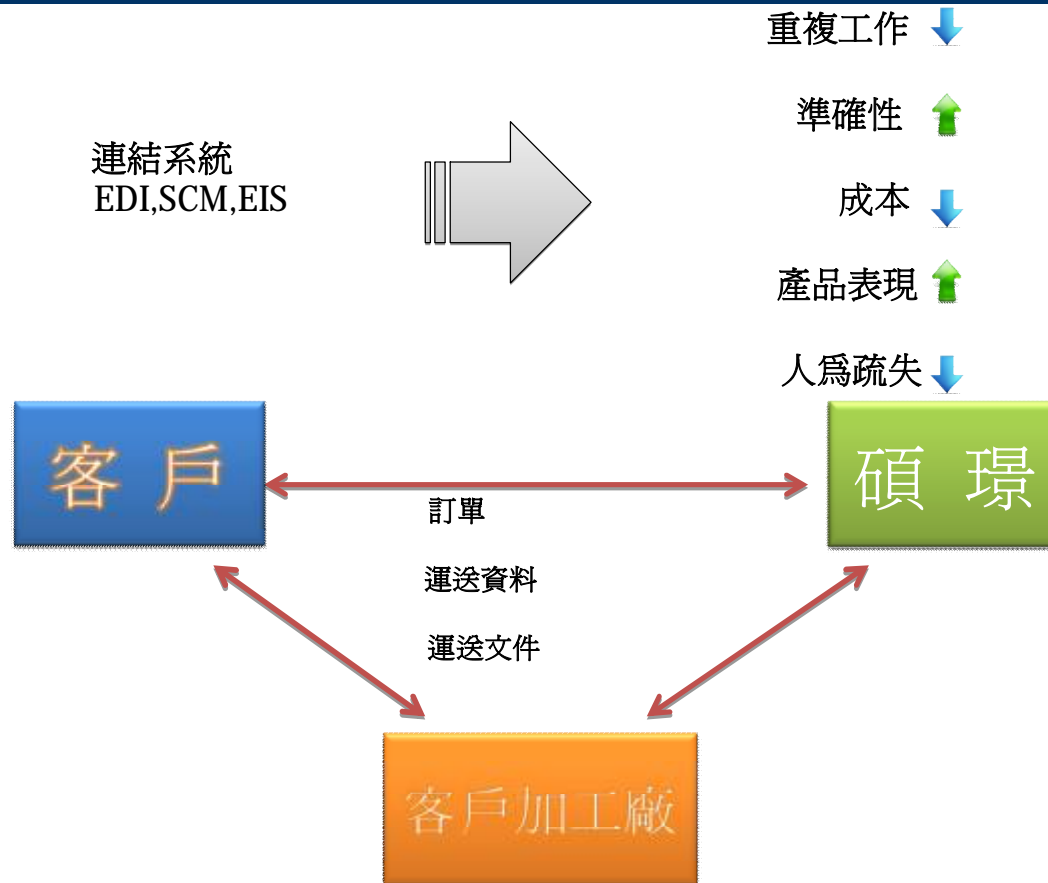 重複工作
準確性
連結系統
EDI,SCM,EIS
成本
產品表現
人為疏失
客 戶
碩 璟
訂單
運送資料
運送文件
客戶加工廠